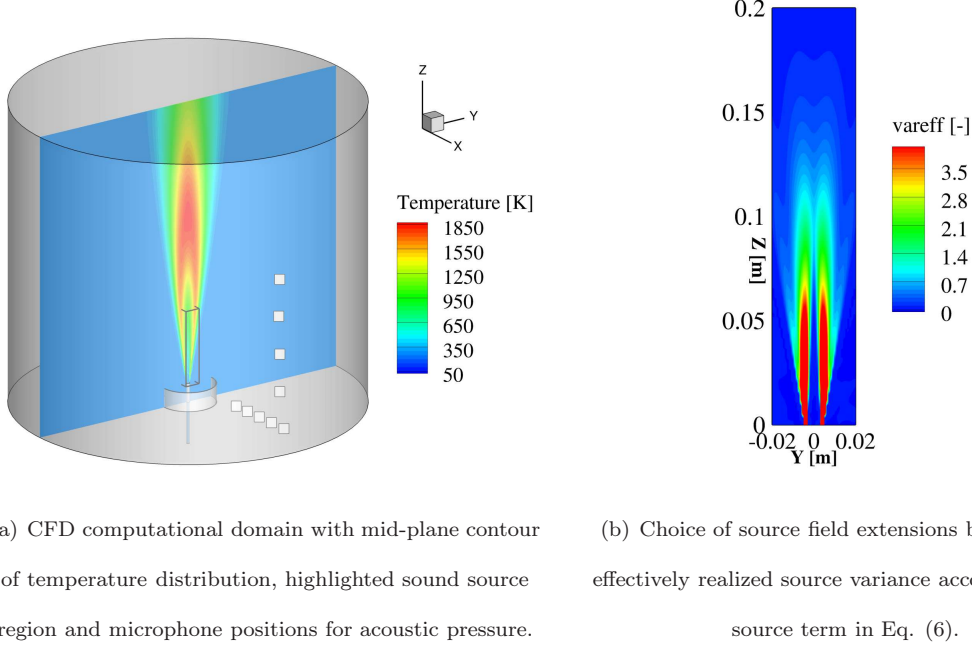 Z
Y
X
Temperature [K]
1850
1550
1250
950
650
350
50
a) CFD computational domain with mid-plane contour
of temperature distribution, highlighted sound source
region and microphone positions for acoustic pressure.
0.2
0.15
0.1
0.05
0
Z [m]
-0.02 0 0.02
Y [m]
vareff [-]
3.5
2.8
2.1
1.4
0.7
0
(b) Choice of source field extensions
effectively realized source variance
source term in Eq. (6).